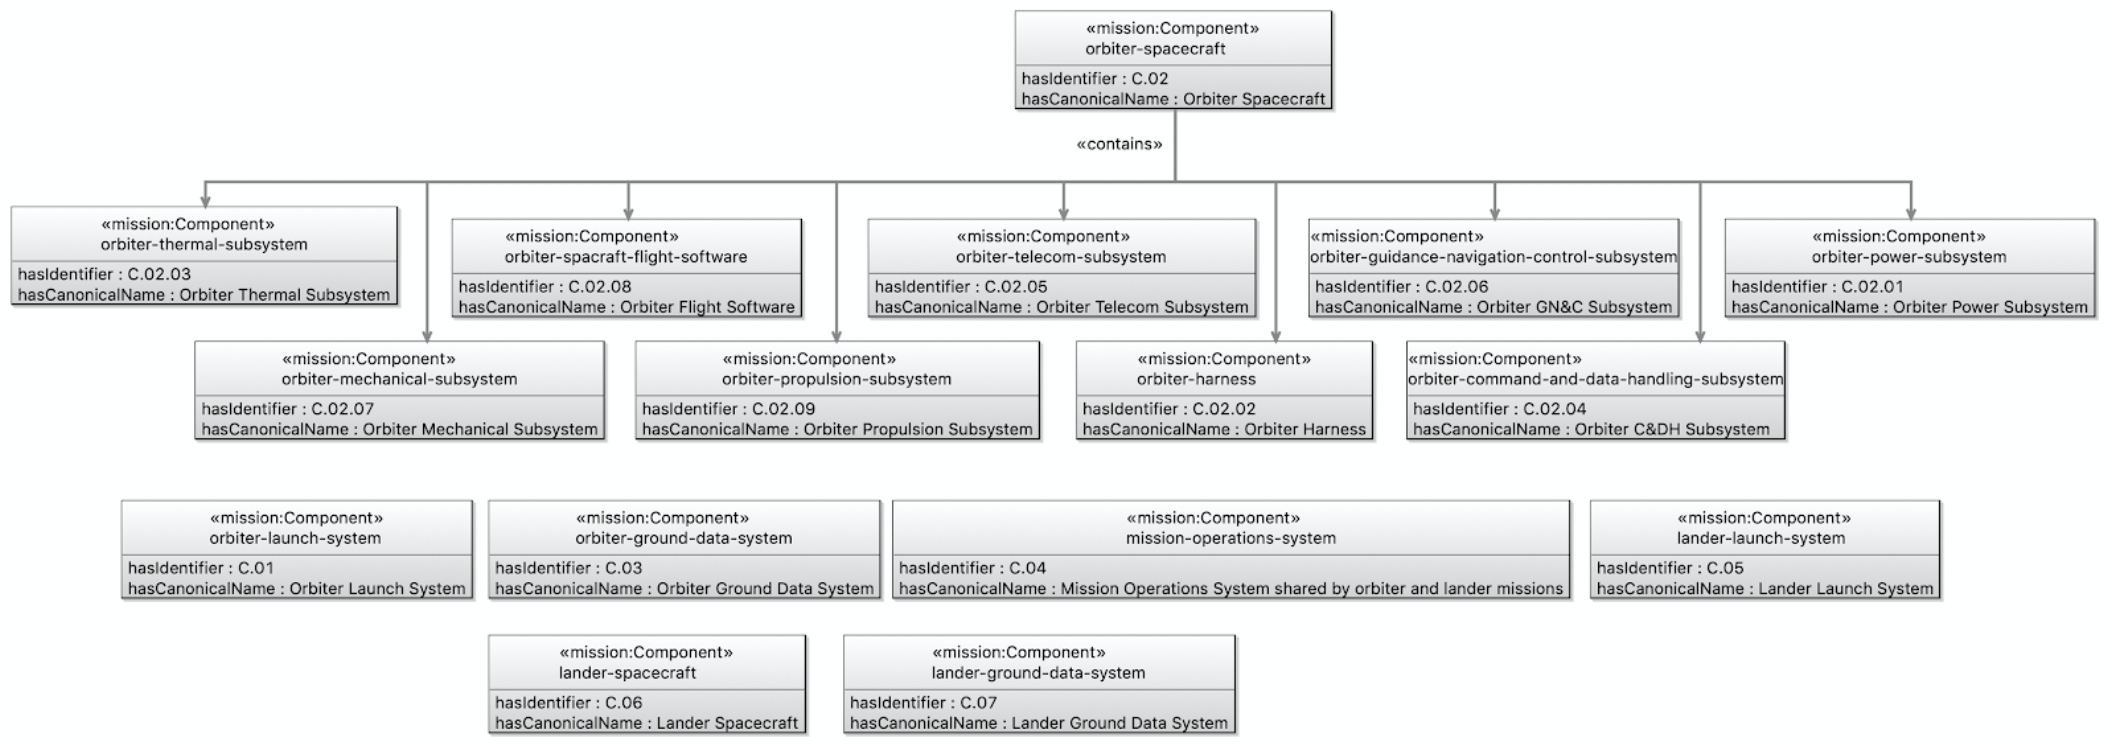 «mission:Component»
orbiter-spacecraft
hasIdentifier : C.02
hasCanonicalName : Orbiter Spacecraft
«contains»
«mission:Component»
orbiter-thermal-subsystem
hasIdentifier : C.02.03
hasCanonicalName : Orbiter Thermal Subsystem
«mission:Component»
orbiter-spacraft-flight-software
hasIdentifier : C.02.08
hasCanonicalName : Orbiter Flight Software
«mission:Component»
orbiter-telecom-subsystem
hasIdentifier : C.02.05
hasCanonicalName : Orbiter Telecom Subsystem
«mission:Component»
orbiter-guidance-navigation-control-subsystem
hasIdentifier : C.02.06
hasCanonicalName : Orbiter GN&C Subsystem
«mission:Component»
orbiter-power-subsystem
hasIdentifier : C.02.01
hasCanonicalName : Orbiter Power Subsystem
«mission:Component»
orbiter-mechanical-subsystem
hasIdentifier : C.02.07
hasCanonicalName : Orbiter Mechanical Subsystem
«mission:Component»
orbiter-propulsion-subsystem
hasIdentifier : C.02.09
hasCanonicalName : Orbiter Propulsion Subsystem
«mission:Component»
orbiter-harness
hasIdentifier : C.02.02
hasCanonicalName : Orbiter Harness
«mission:Component»
orbiter-command-and-data-handling-subsystem
hasIdentifier : C.02.04
hasCanonicalName : Orbiter C&DH Subsystem
«mission:Component»
orbiter-launch-system
hasIdentifier : C.01
hasCanonicalName : Orbiter Launch System
«mission:Component»
orbiter-ground-data-system
hasIdentifier : C.03
hasCanonicalName : Orbiter Ground Data System
«mission:Component»
mission-operations-system
hasIdentifier : C.04
hasCanonicalName : Mission Operations System shared by orbiter and lander missions
«mission:Component»
lander-launch-system
hasIdentifier : C.05
hasCanonicalName : Lander Launch System
«mission:Component»
lander-spacecraft
hasIdentifier : C.06
hasCanonicalName : Lander Spacecraft
«mission:Component»
lander-ground-data-system
hasIdentifier : C.07
hasCanonicalName : Lander Ground Data System